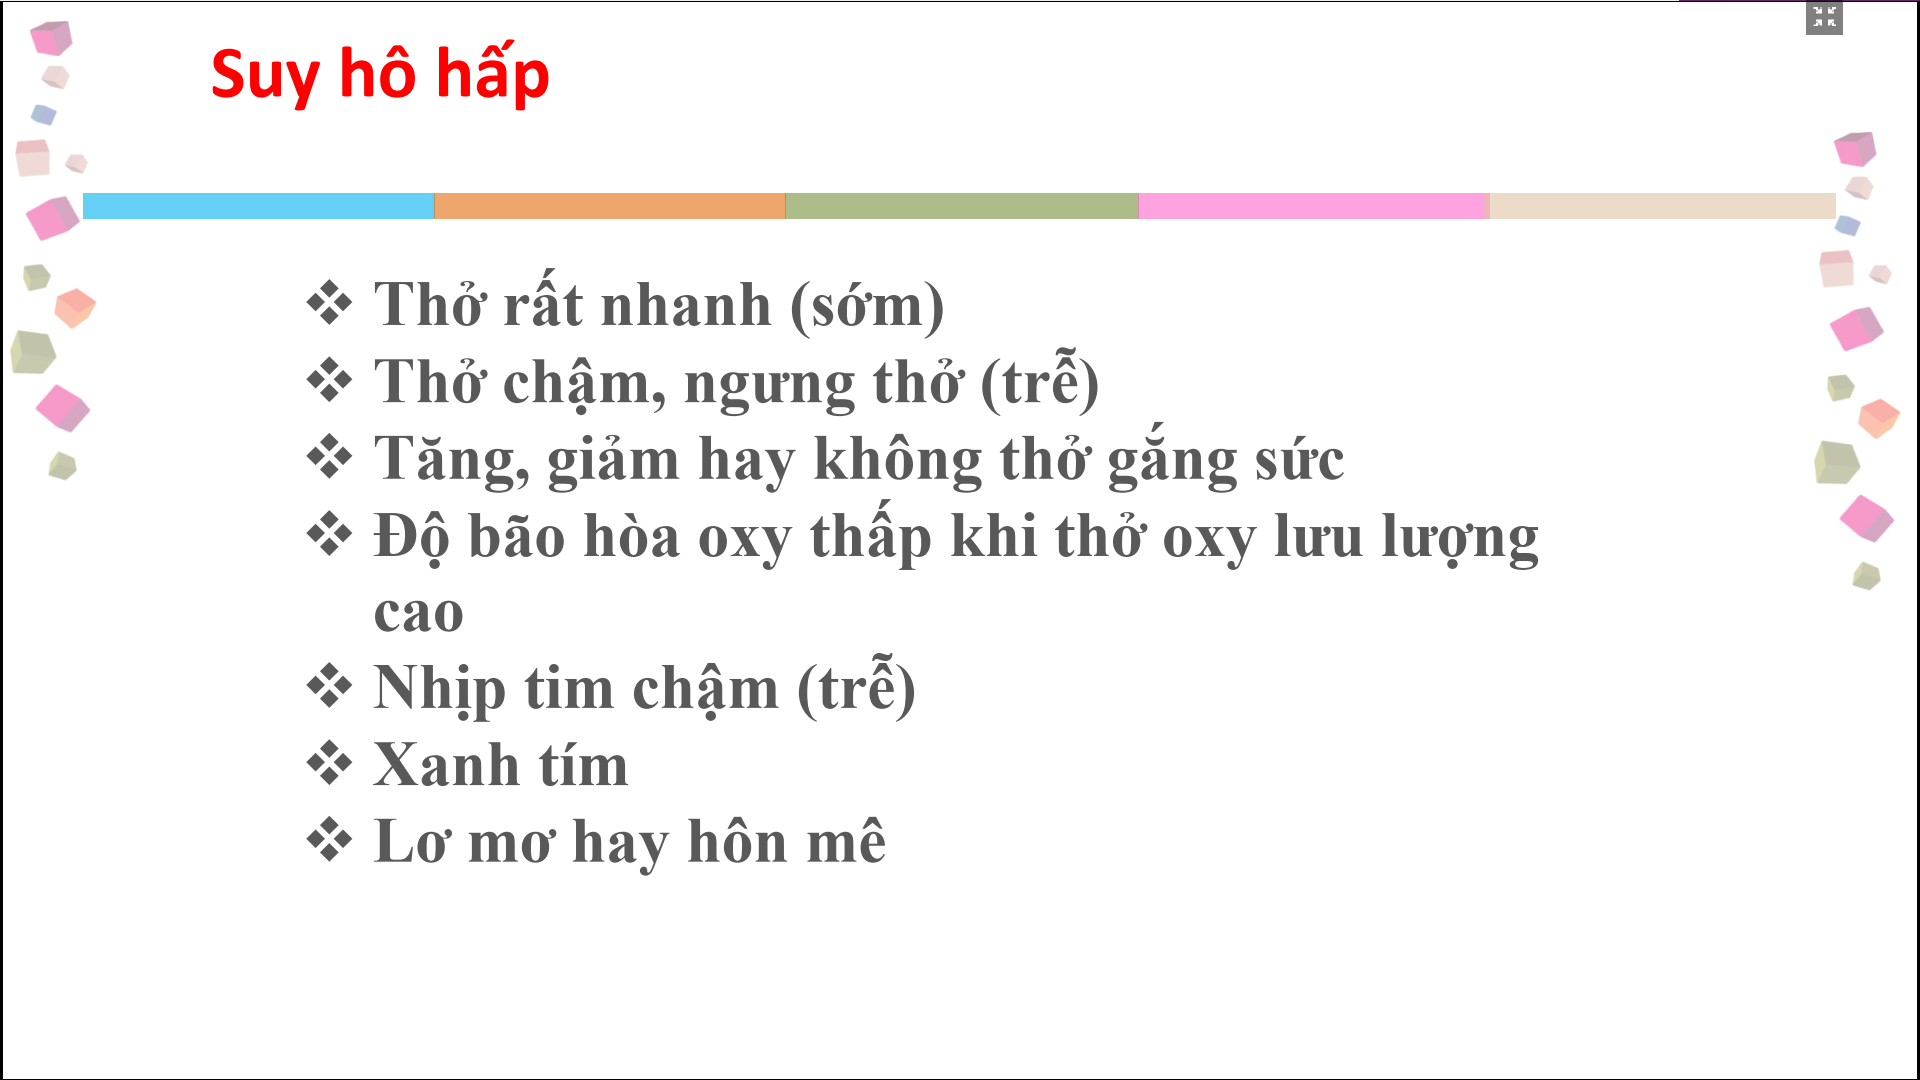 Suy hô hấp
❖ Thở rất nhanh (sớm)
❖ Thở chậm, ngưng thở (trễ)
❖ Tăng, giảm hay không thở gắng sức
❖ Độ bão hòa oxy thấp khi thở oxy lưu lượng
cao
❖ Nhịp tim chậm (trễ)
❖ Xanh tím
❖ Lơ mơ hay hôn mê